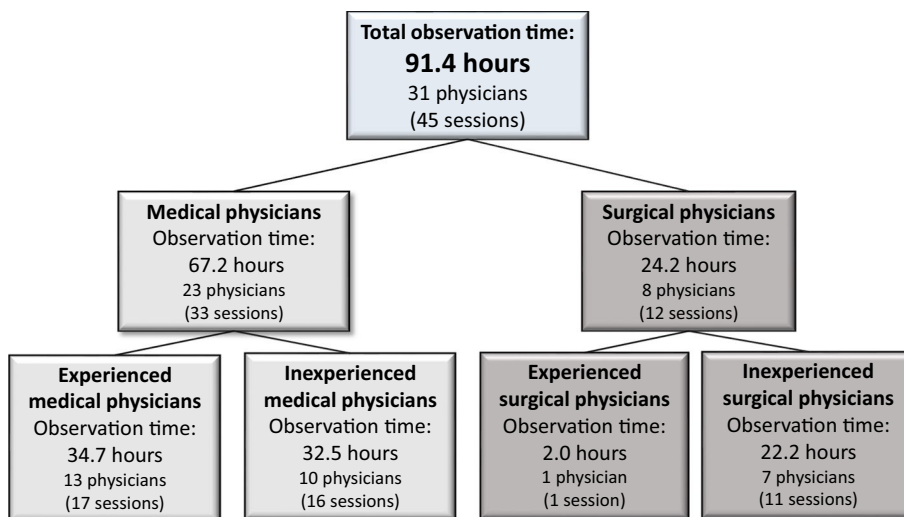 Total observation time:
91.4 hours
31 physicians
(45 sessions)
Medical physicians
Observation time:
67.2 hours
23 physicians
(33 sessions)
Surgical physicians
Observation time:
24.2 hours
8 physicians
(12 sessions)
Experienced
medical physicians
Observation time:
34.7 hours
13 physicians
(17 sessions)
Inexperienced
medical physicians
Observation time:
32.5 hours
10 physicians
(16 sessions)
Experienced
surgical physicians
Observation time:
2.0 hours
1 physician
(1 session)
Inexperienced
surgical physicians
Observation time:
22.2 hours
7 physicians
(11 sessions)